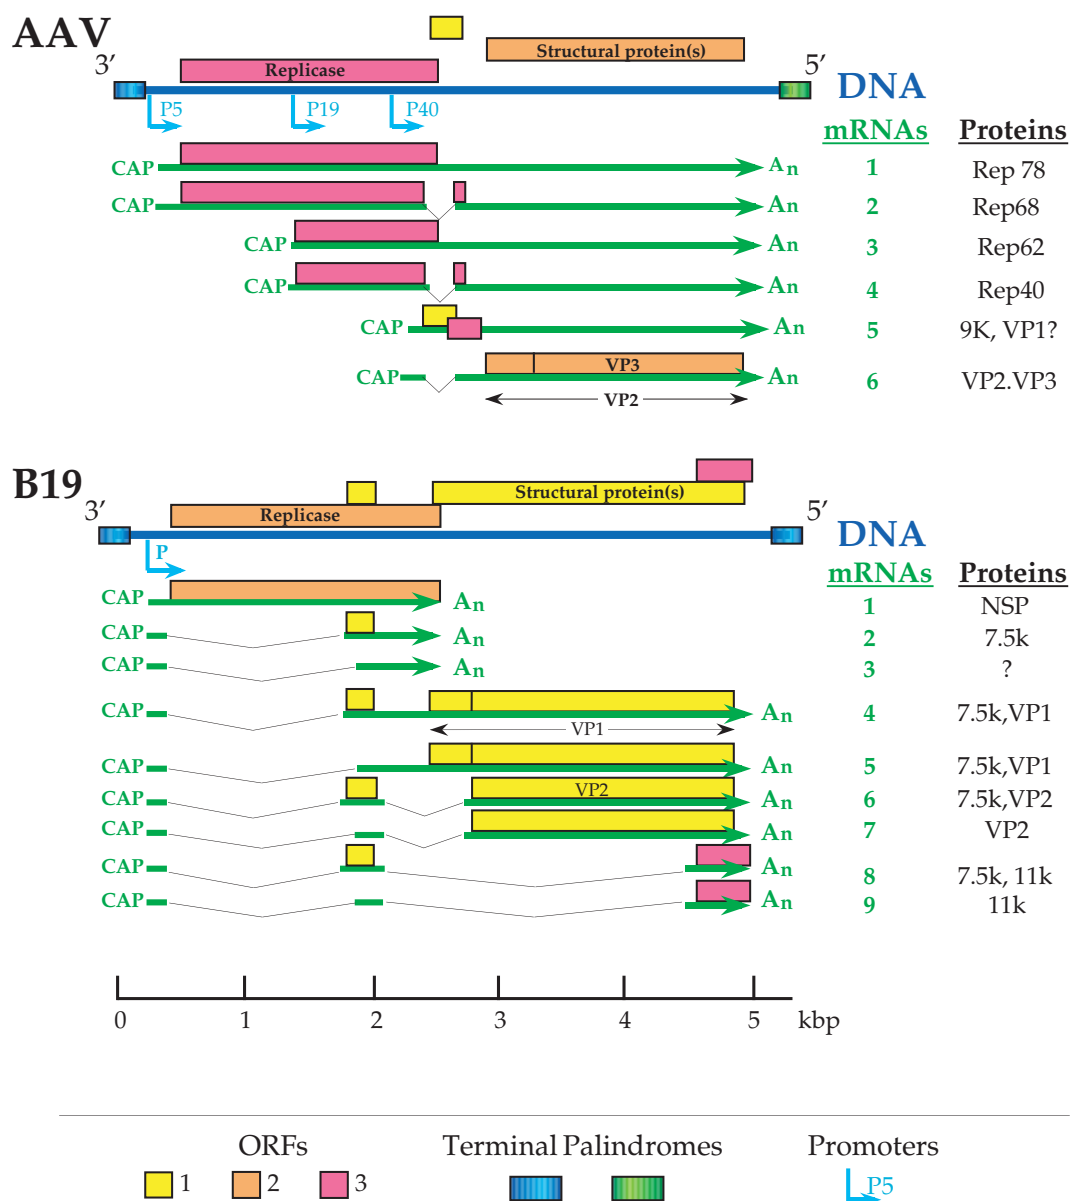 AAV
3′ Replicase Structural protein(s) 5′
DNA
P5 P19 P40
mRNAs Proteins
CAP An 1 Rep 78
CAP An 2 Rep68
CAP An 3 Rep62
CAP An 4 Rep40
CAP An 5 9K, VP1?
CAP VP3 An 6 VP2.VP3
VP2
B19
3′ Replicase Structural protein(s) 5′
DNA
P
mRNAs Proteins
CAP An 1 NSP
CAP An 2 7.5k
CAP An 3 ?
CAP An 4 7.5k,VP1
VP1
CAP An 5 7.5k,VP1
CAP VP2 An 6 7.5k,VP2
CAP An 7 VP2
CAP An 8 7.5k, 11k
CAP An 9 11k
0 1 2 3 4 5 kbp
ORFs Terminal Palindromes Promoters
1 2 3 P5